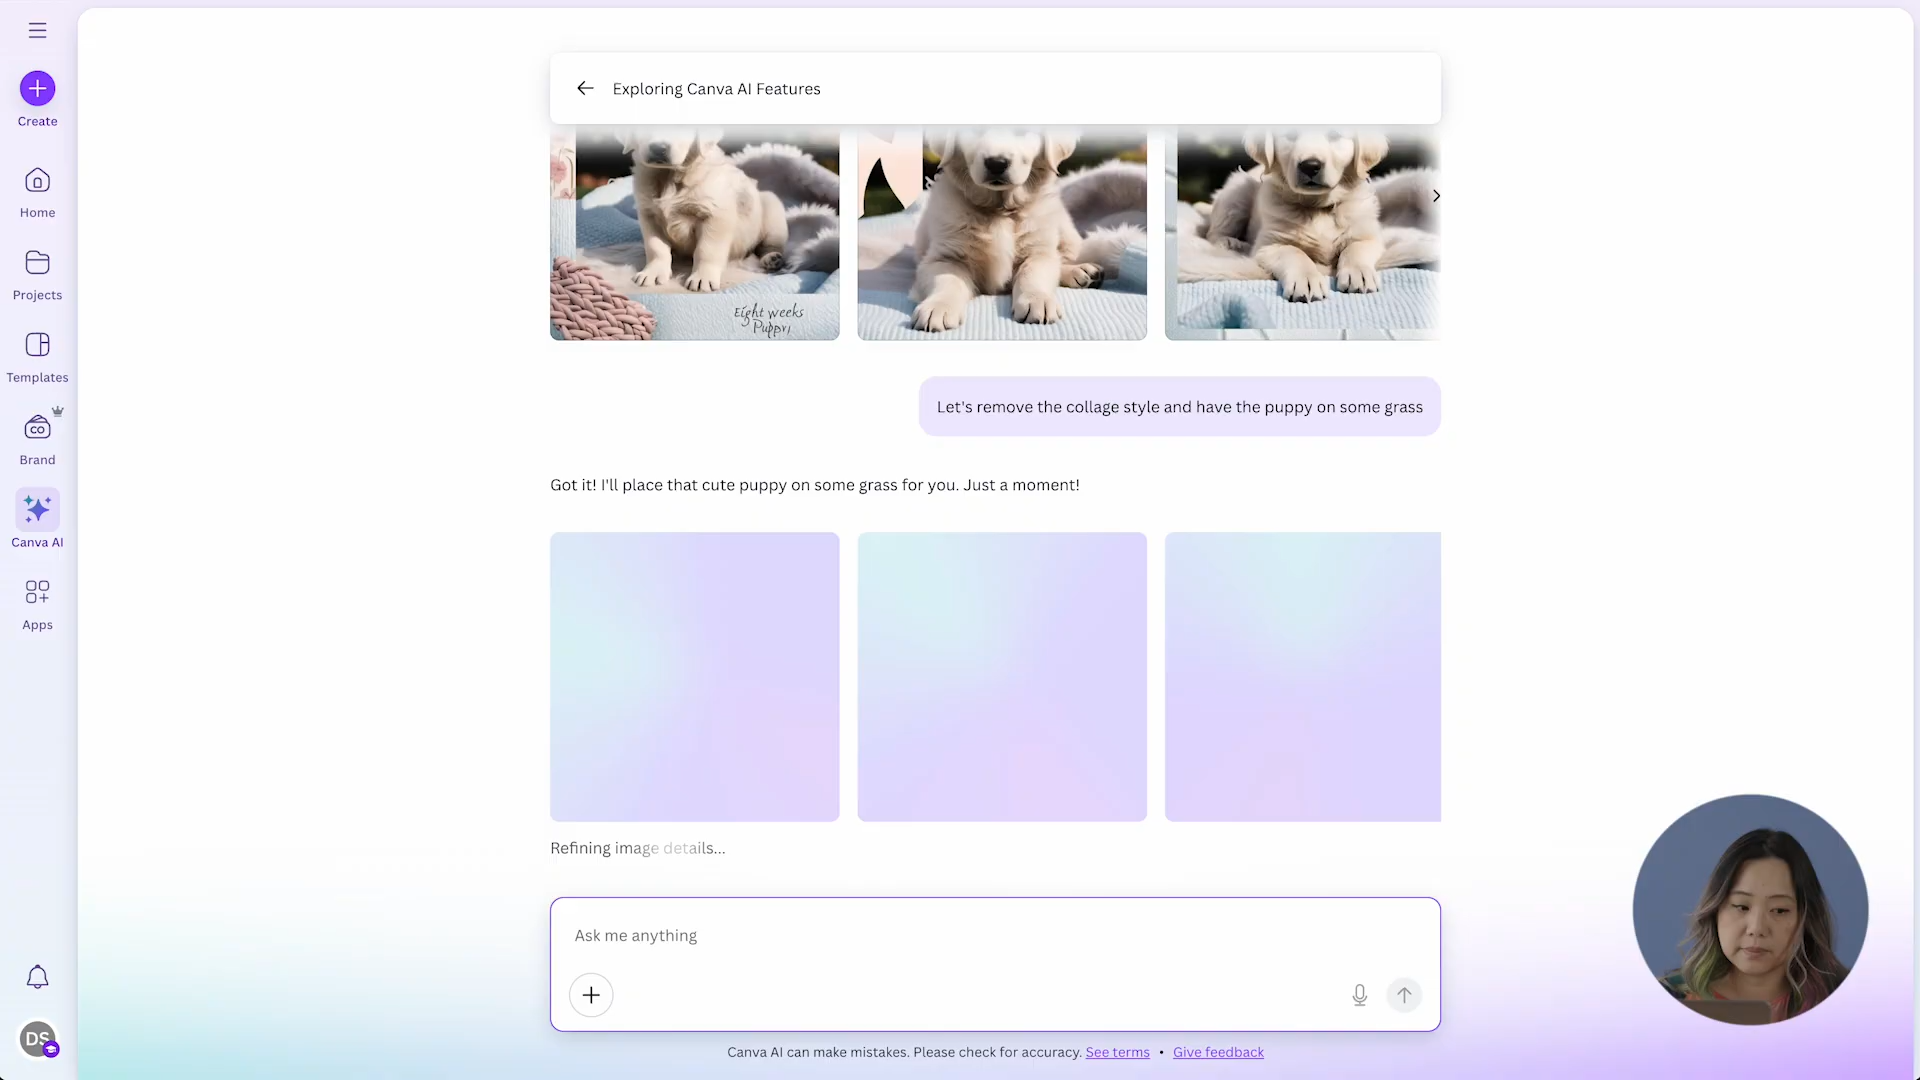 Create
Home
Projects
Templates
CO
Brand
Canva AI
Apps
DS
Exploring Canva AI Features
Eight weeks
Puppy
Let's remove the collage style and have the puppy on some grass
Got it! I'll place that cute puppy on some grass for you. Just a moment!
Refining image details...
Ask me anything
Canva AI can make mistakes. Please check for accuracy. See terms • Give feedback